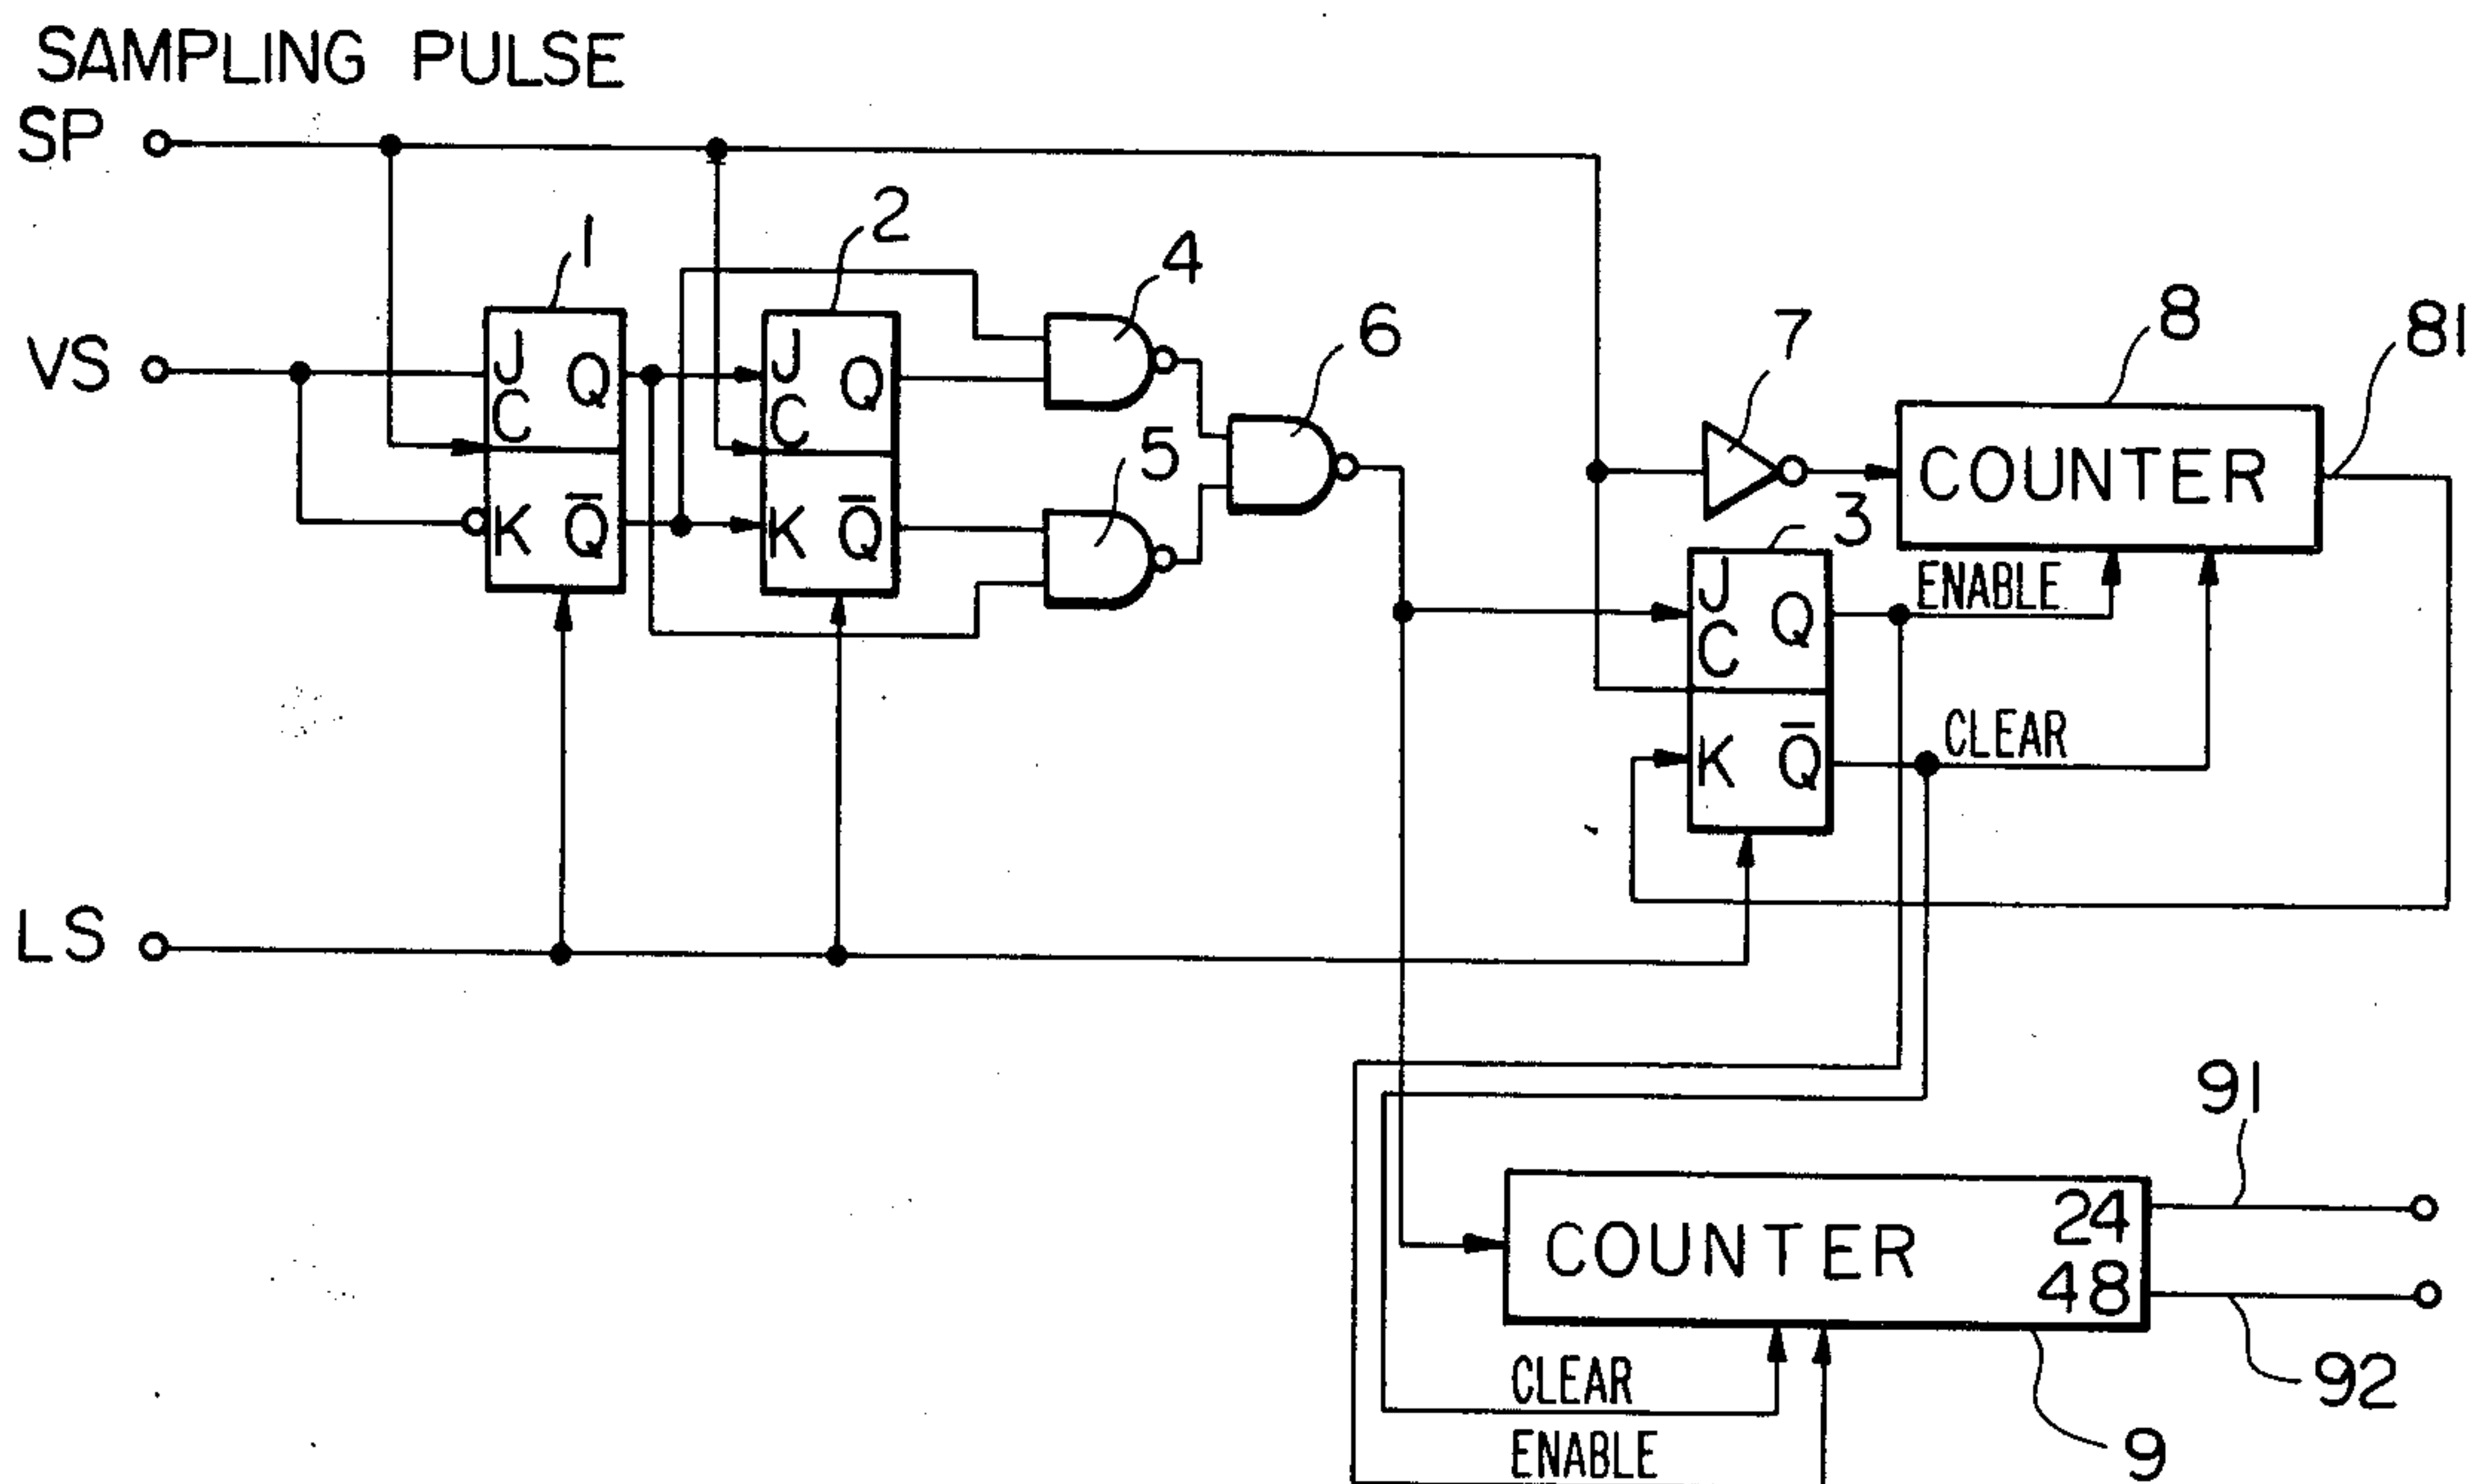 SAMPLING PULSE
SP
VS
LS
1
J Q
C
K Q̅
2
J Q
C
K Q̅
4
5
6
7
8
COUNTER
81
3
J Q
C
K Q̅
ENABLE
CLEAR
COUNTER
24
48
91
92
9
CLEAR
ENABLE